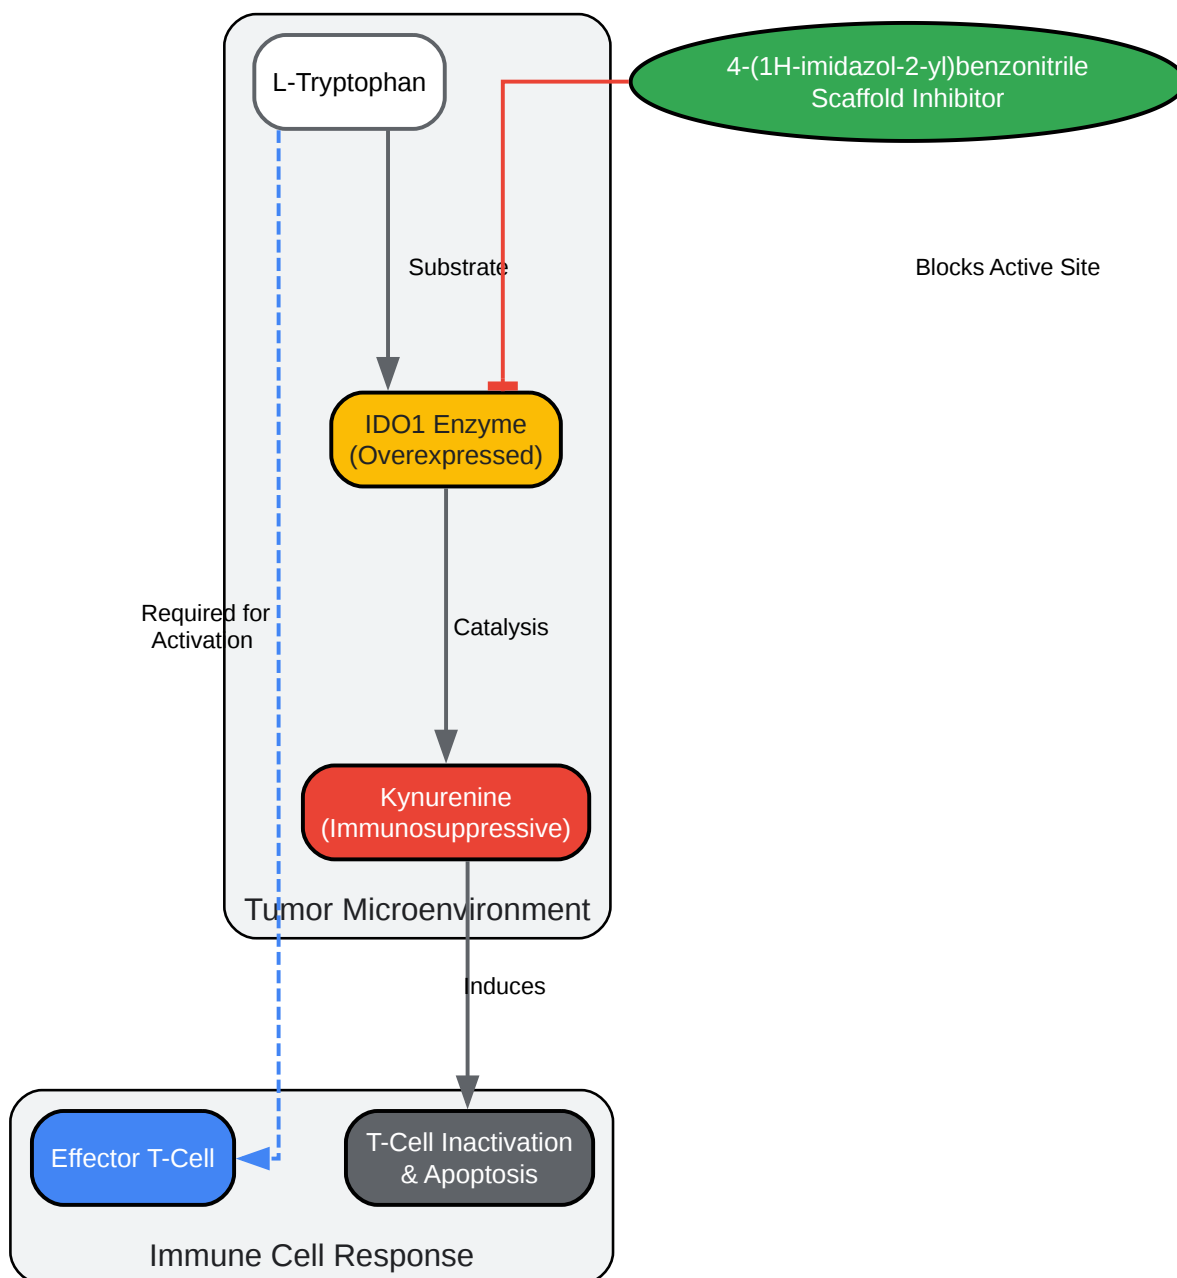 L-Tryptophan
4-(1H-imidazol-2-yl)benzonitrile
Scaffold Inhibitor
Substrate
Blocks Active Site
IDO1 Enzyme
(Overexpressed)
Required for
Activation
Catalysis
Kynurenine
(Immunosuppressive)
Tumor Microenvironment
Induces
Effector T-Cell
T-Cell Inactivation
& Apoptosis
Immune Cell Response